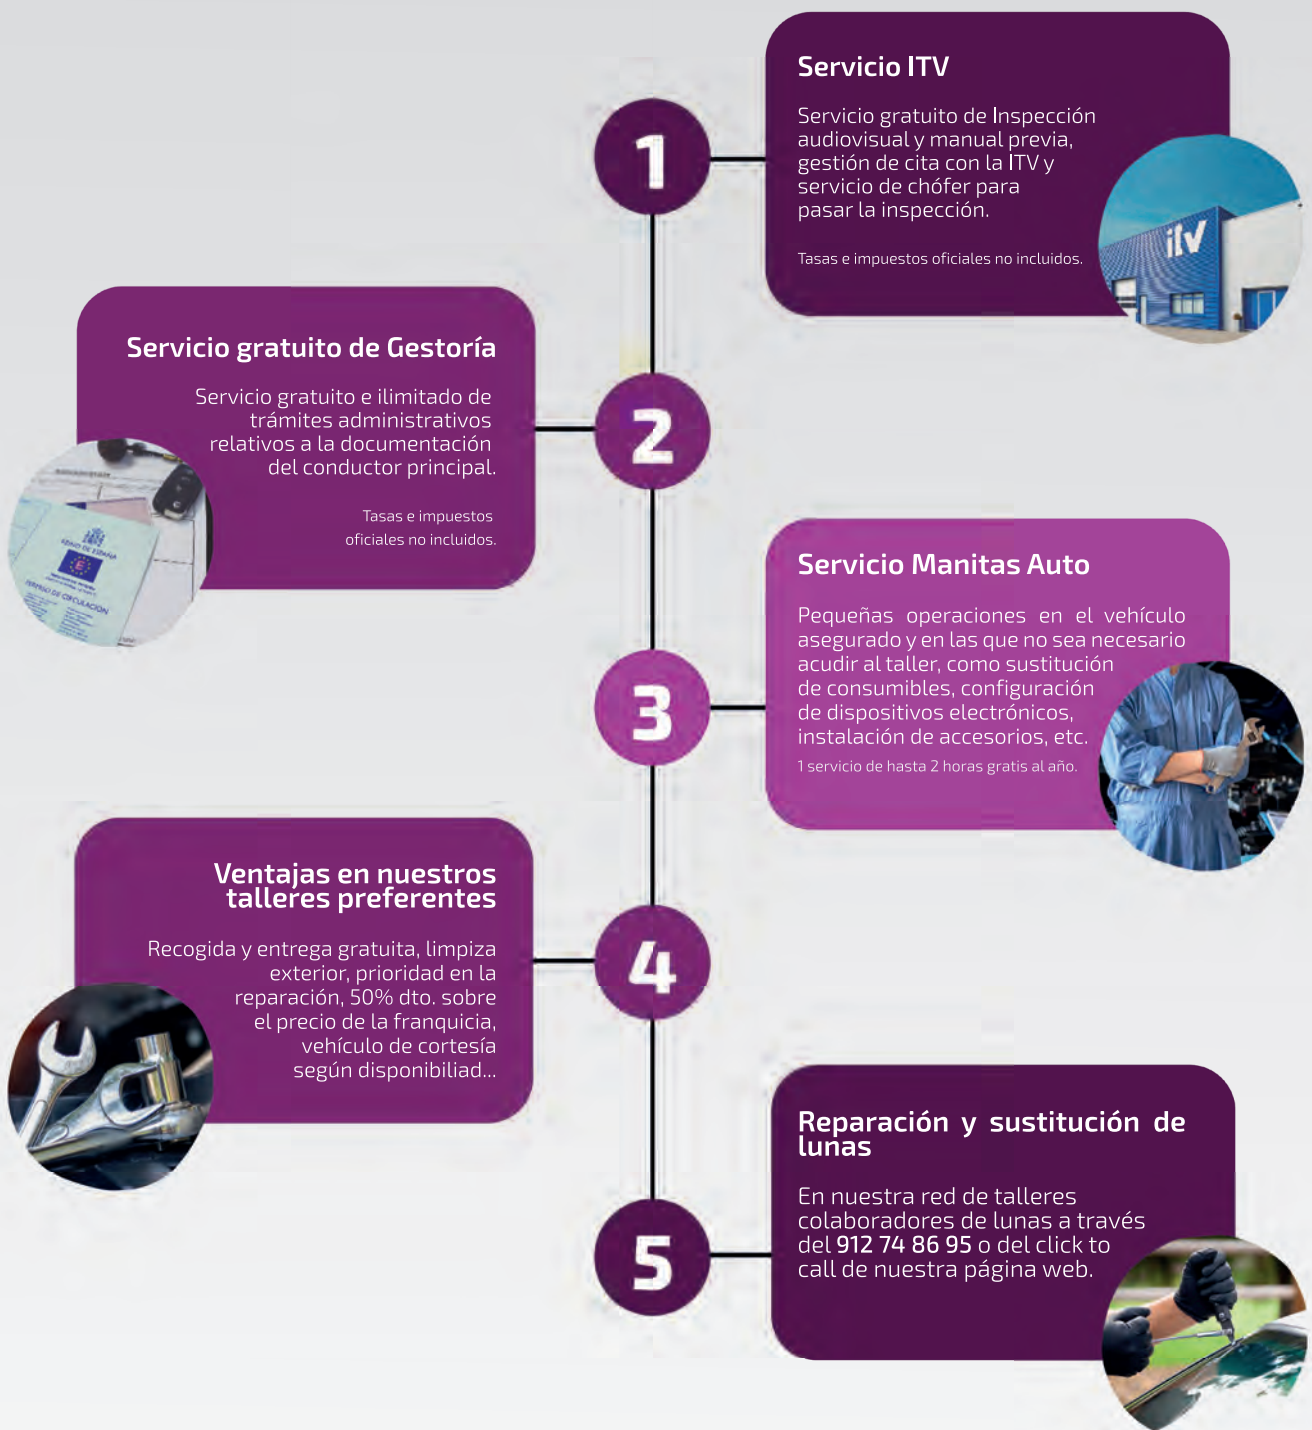 1
Servicio ITV
Servicio gratuito de Inspección
audiovisual y manual previa,
gestión de cita con la ITV y
servicio de chófer para
pasar la inspección.
Tasas e impuestos oficiales no incluidos.
itv
Servicio gratuito de Gestoría
Servicio gratuito e ilimitado de
trámites administrativos
relativos a la documentación
del conductor principal.
Tasas e impuestos
oficiales no incluidos.
REINO DE ESPAÑA
E
PERMISO DE CIRCULACIÓN
2
3
Servicio Manitas Auto
Pequeñas operaciones en el vehículo
asegurado y en las que no sea necesario
acudir al taller, como sustitución
de consumibles, configuración
de dispositivos electrónicos,
instalación de accesorios, etc.
1 servicio de hasta 2 horas gratis al año.
Ventajas en nuestros
talleres preferentes
Recogida y entrega gratuita, limpiza
exterior, prioridad en la
reparación, 50% dto. sobre
el precio de la franquicia,
vehículo de cortesía
según disponibiliad...
4
5
Reparación y sustitución de
lunas
En nuestra red de talleres
colaboradores de lunas a través
del 912 74 86 95 o del click to
call de nuestra página web.